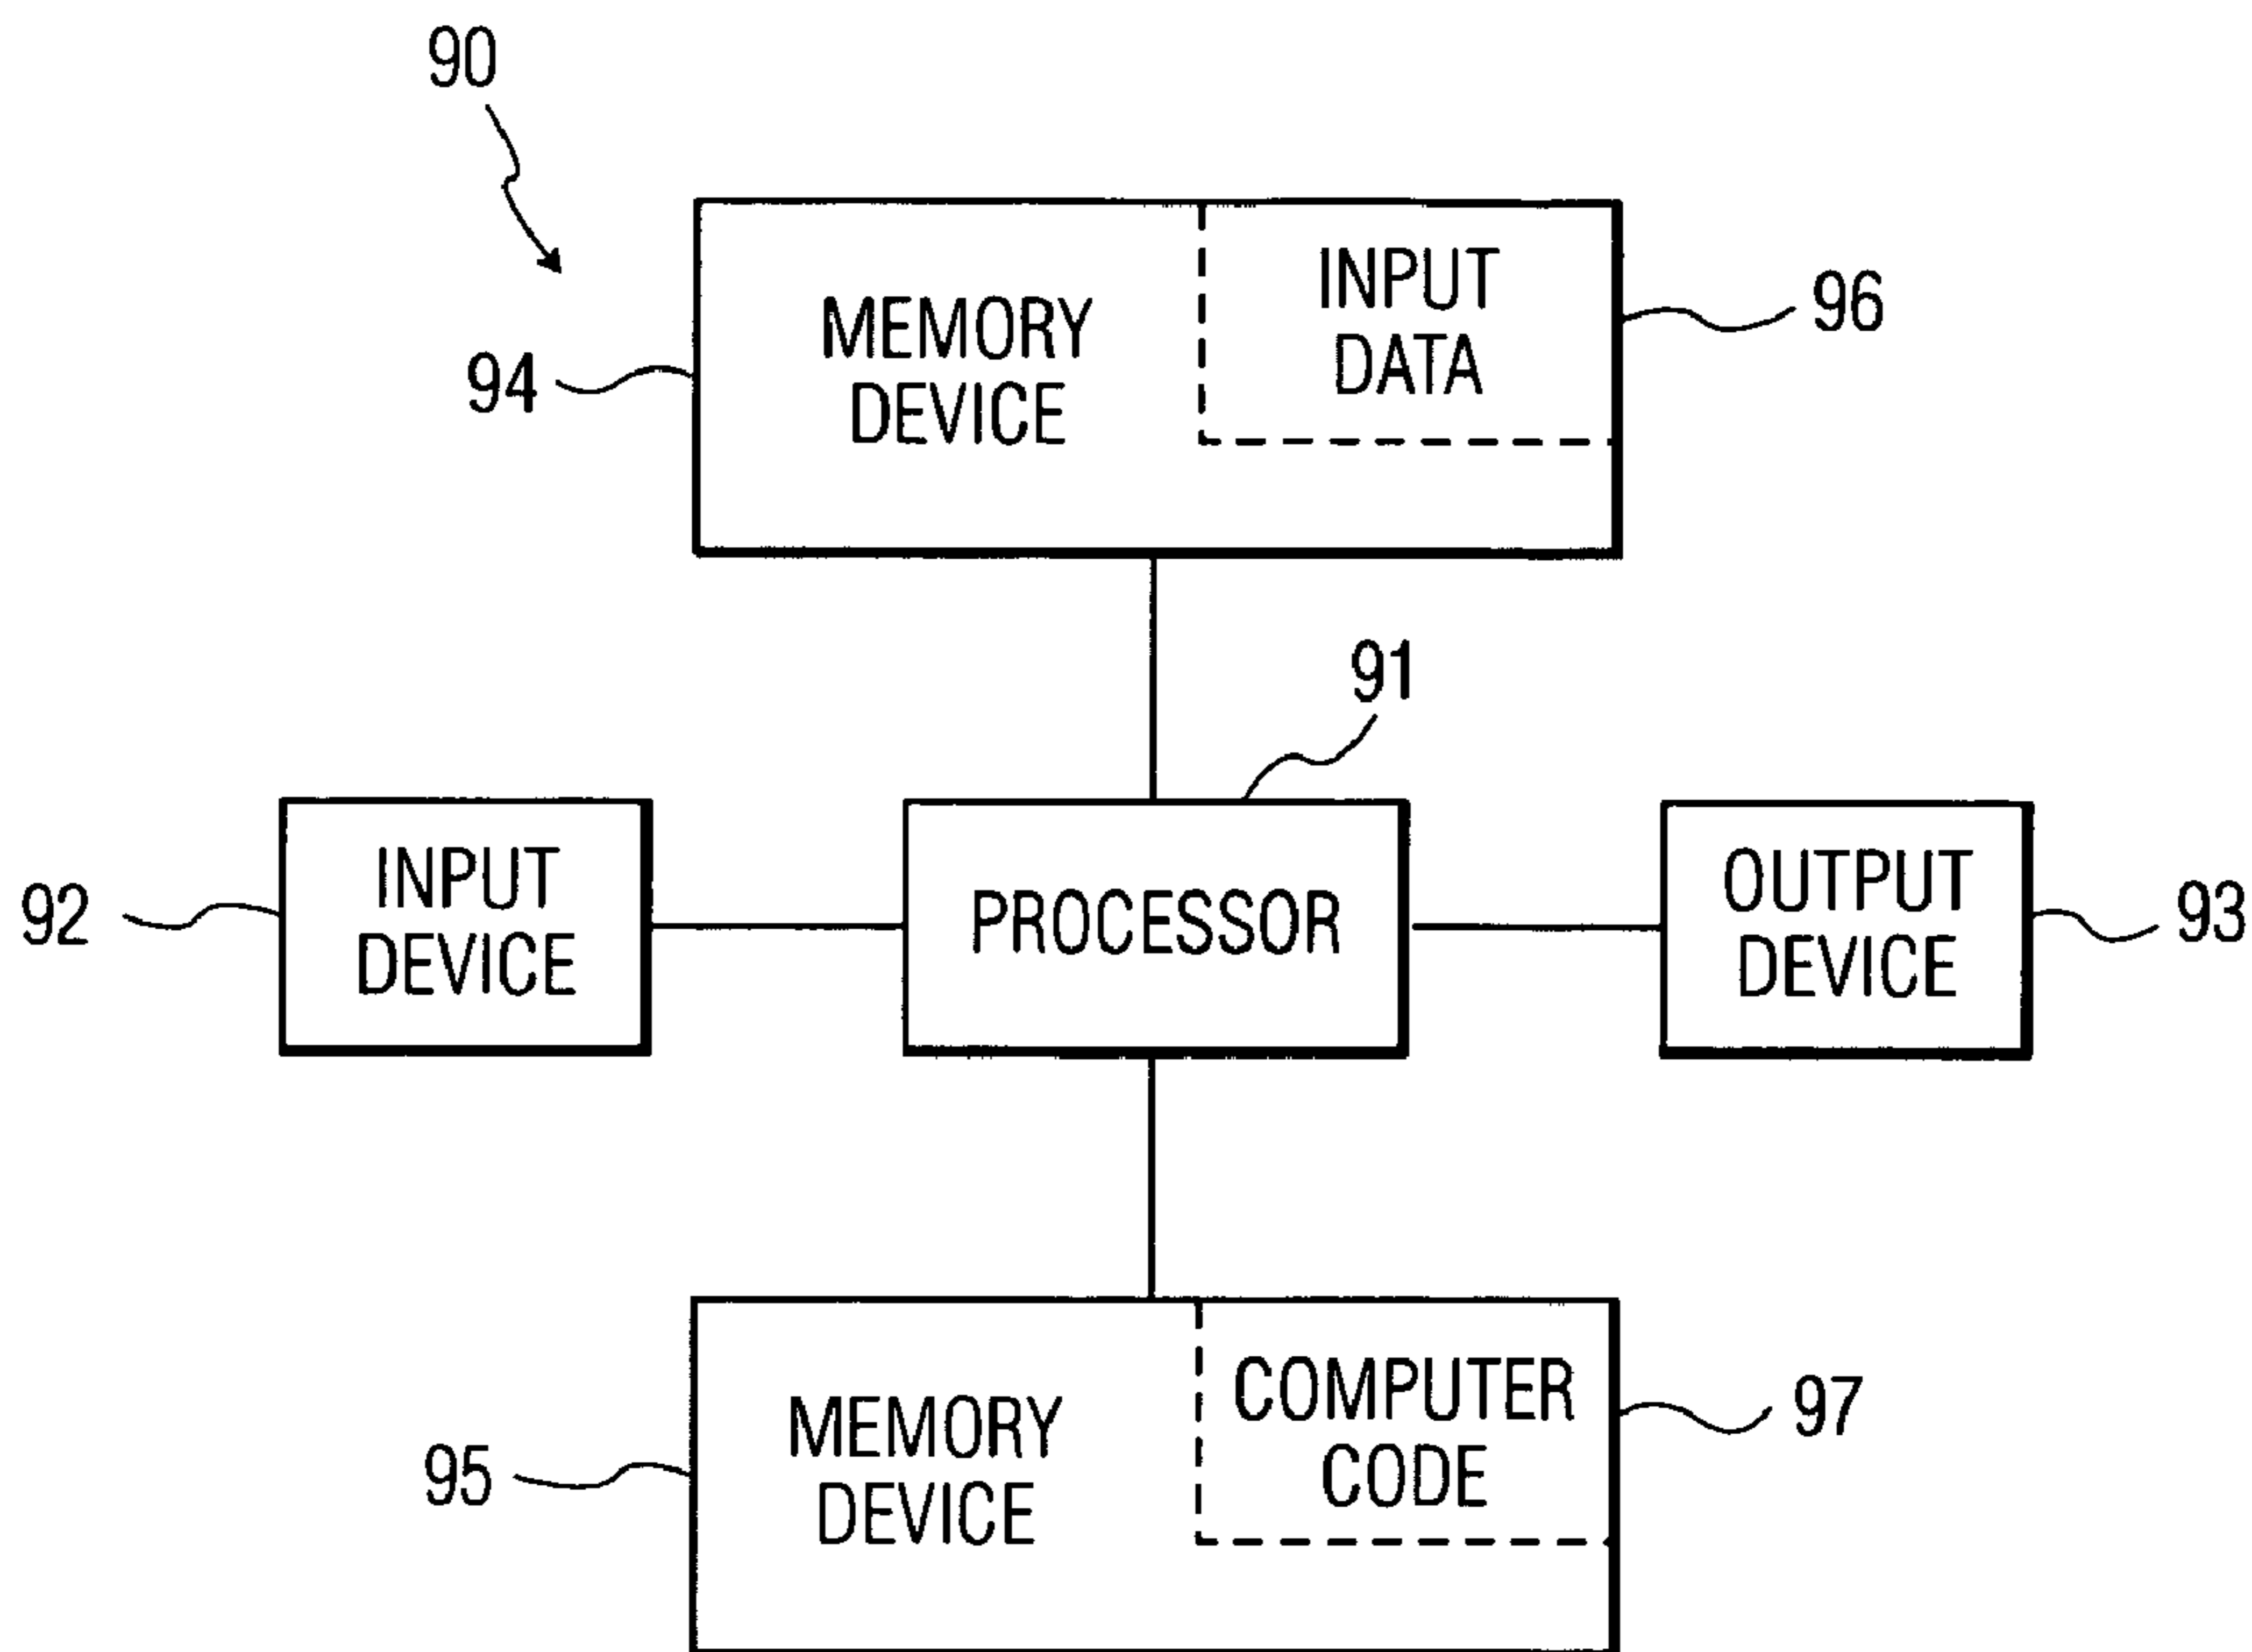 90
MEMORY
DEVICE
INPUT
DATA
94
96
91
INPUT
DEVICE
PROCESSOR
OUTPUT
DEVICE
92
93
MEMORY
DEVICE
COMPUTER
CODE
95
97